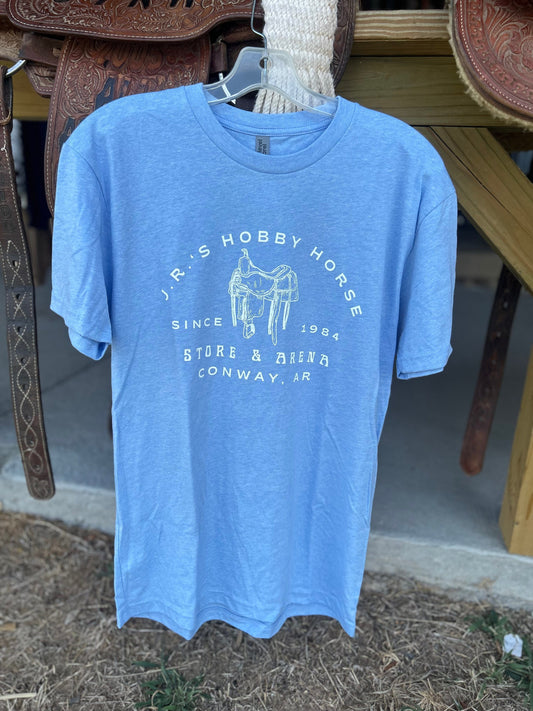 J.R.'S HOBBY HORSE
SINCE 1984
STORE & ARENA
CONWAY, AR